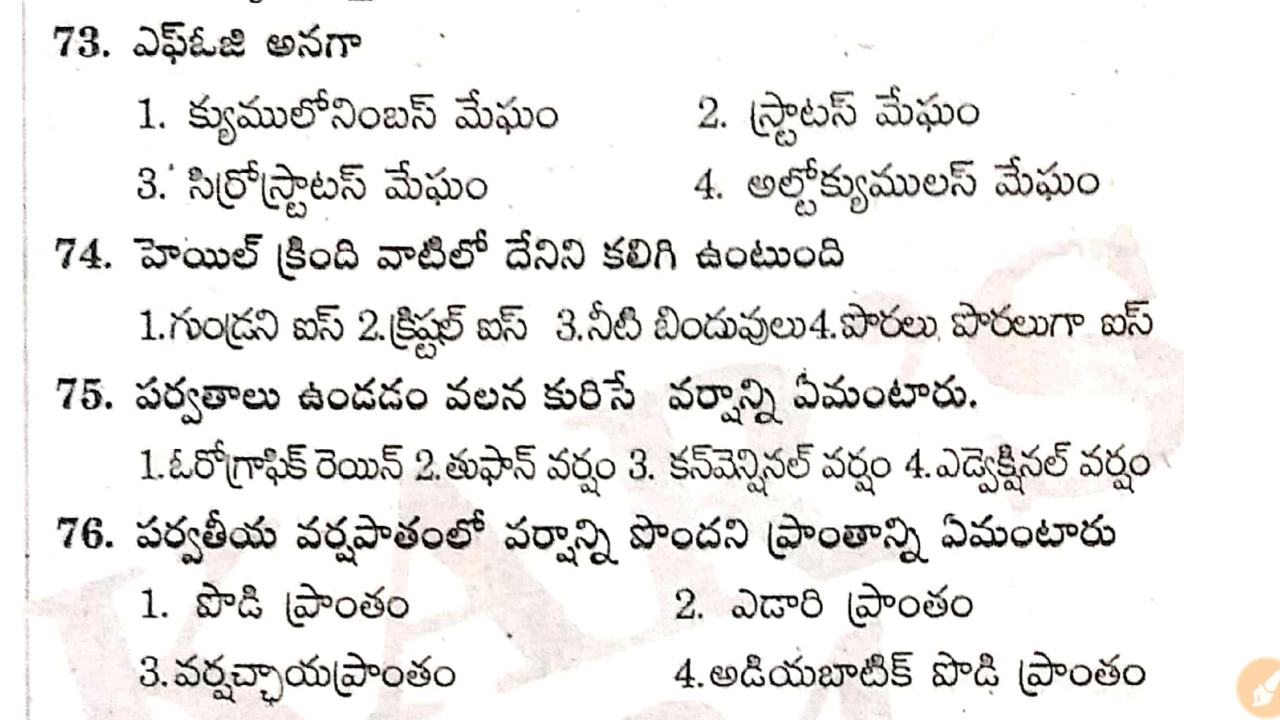 73. ఎఫ్ఓజి అనగా
1. క్యుములోనింబస్ మేఘం 2. స్ట్రాటస్ మేఘం
3. సిర్రోస్ట్రాటస్ మేఘం 4. అల్టోక్యుములస్ మేఘం
74. హెయిల్ క్రింది వాటిలో దేనిని కలిగి ఉంటుంది
1.గుండ్రని ఐస్ 2.క్రిష్టల్ ఐస్ 3.నీటి బిందువులు 4.పొరలు పొరలుగా ఐస్
75. పర్వతాలు ఉండడం వలన కురిసే వర్షాన్ని ఏమంటారు.
1.ఓరోగ్రాఫిక్ రెయిన్ 2.తుఫాన్ వర్షం 3. కన్‌వెన్షినల్ వర్షం 4.ఎడ్వెక్షినల్ వర్షం
76. పర్వతీయ వర్షపాతంలో వర్షాన్ని పొందని ప్రాంతాన్ని ఏమంటారు
1. పొడి ప్రాంతం 2. ఎడారి ప్రాంతం
3.వర్షచ్ఛాయప్రాంతం 4.అడియబాటిక్ పొడి ప్రాంతం